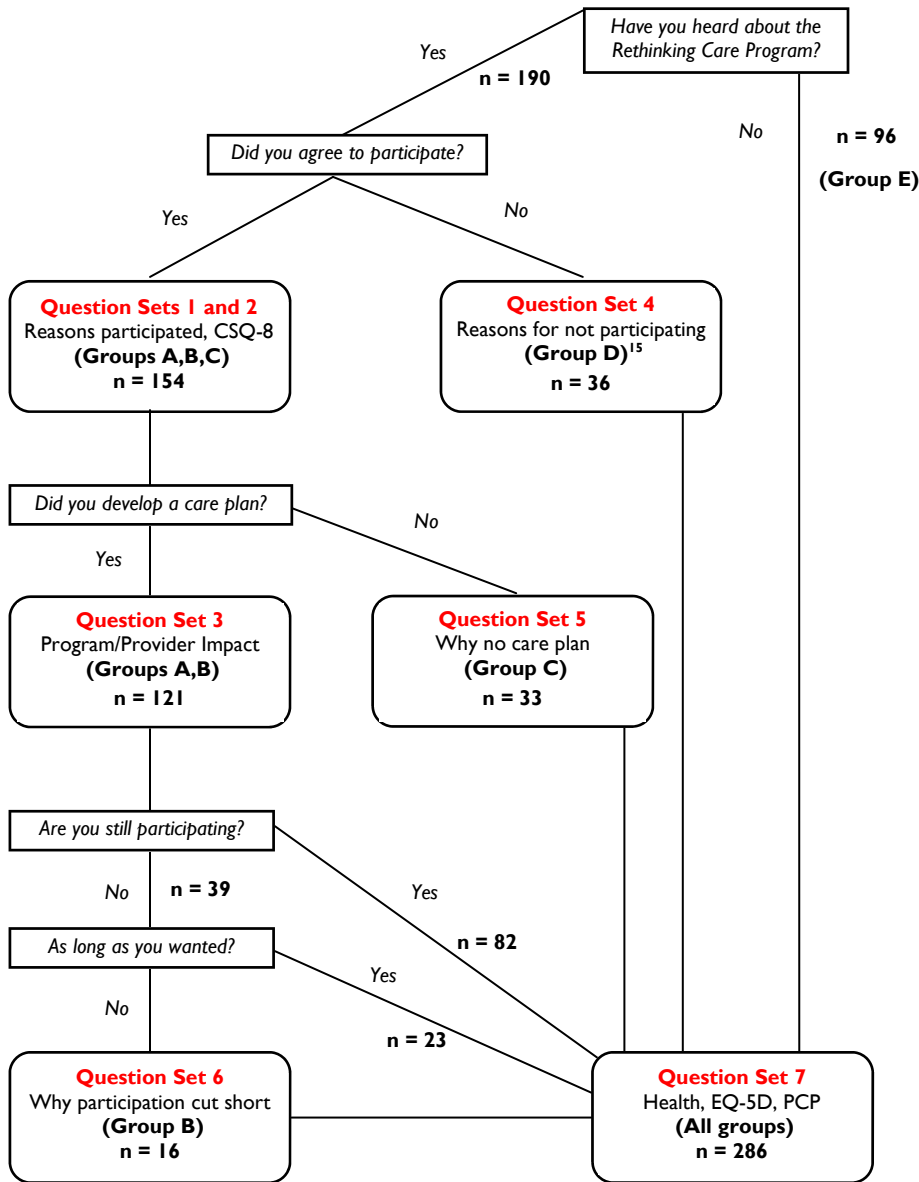 Have you heard about the
Rethinking Care Program?
Yes
n = 190
No
n = 96
(Group E)
Did you agree to participate?
Yes
No
Question Sets 1 and 2
Reasons participated, CSQ-8
(Groups A,B,C)
n = 154
Question Set 4
Reasons for not participating
(Group D)15
n = 36
Did you develop a care plan?
No
Yes
Question Set 3
Program/Provider Impact
(Groups A,B)
n = 121
Question Set 5
Why no care plan
(Group C)
n = 33
Are you still participating?
No
n = 39
Yes
n = 82
As long as you wanted?
Yes
n = 23
No
Question Set 6
Why participation cut short
(Group B)
n = 16
Question Set 7
Health, EQ-5D, PCP
(All groups)
n = 286